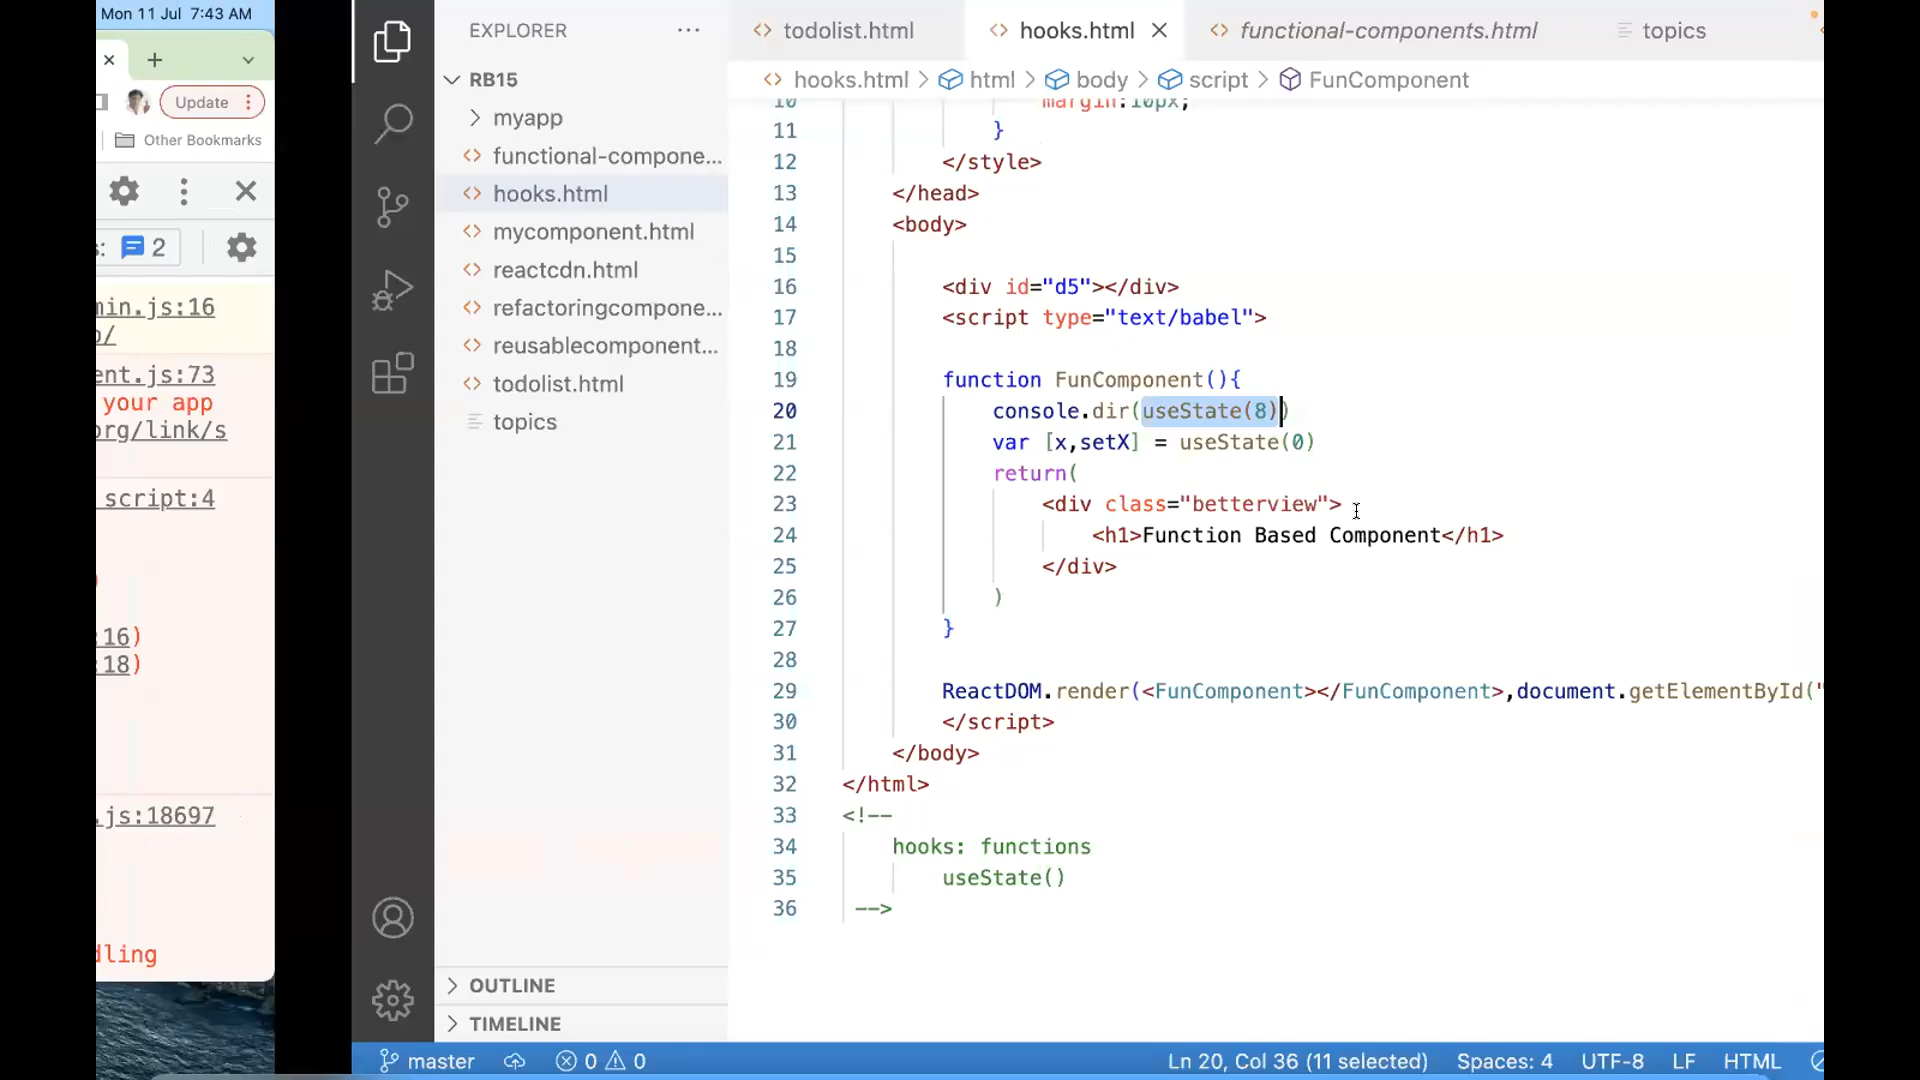 Mon 11 Jul 7:43 AM
Update
Other Bookmarks
2
min.js:16
ent.js:73
your app
org/link/s
script:4
:16)
:18)
.js:18697
dling
EXPLORER
RB15
myapp
functional-compone...
hooks.html
mycomponent.html
reactcdn.html
refactoringcompone...
reusablecomponent...
todolist.html
topics
OUTLINE
TIMELINE
todolist.html
hooks.html
functional-components.html
topics
hooks.html > html > body > script > FunComponent
10 margin:10px;
11 }
12 </style>
13 </head>
14 <body>
15
16 <div id="d5"></div>
17 <script type="text/babel">
18
19 function FunComponent(){
20 console.dir(useState(8))
21 var [x,setX] = useState(0)
22 return(
23 <div class="betterview">
24 <h1>Function Based Component</h1>
25 </div>
26 )
27 }
28
29 ReactDOM.render(<FunComponent></FunComponent>,document.getElementById("
30 </script>
31 </body>
32 </html>
33 <!--
34 hooks: functions
35 useState()
36 -->
master
0
0
Ln 20, Col 36 (11 selected)
Spaces: 4
UTF-8
LF
HTML